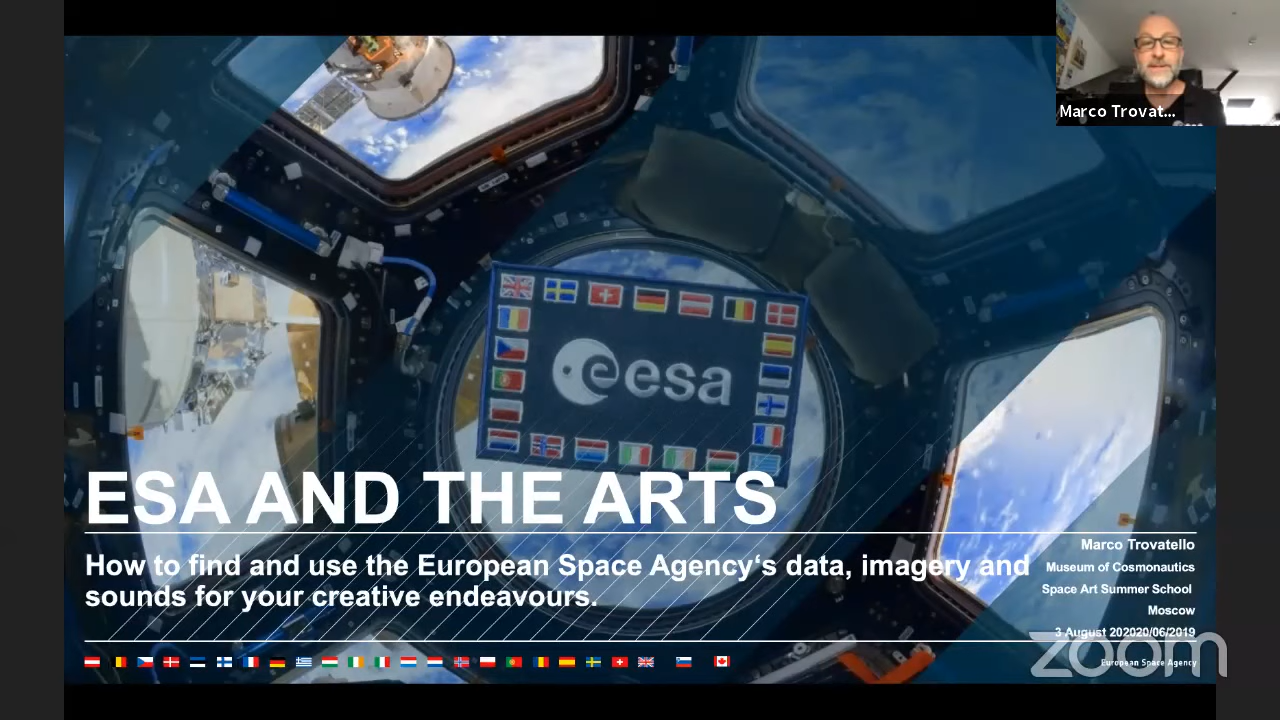 Marco Trovat...
esa
ESA AND THE ARTS
How to find and use the European Space Agency‘s data, imagery and
sounds for your creative endeavours.
Marco Trovatello
Museum of Cosmonautics
Space Art Summer School
Moscow
3 August 202020/06/2019
zoom
European Space Agency